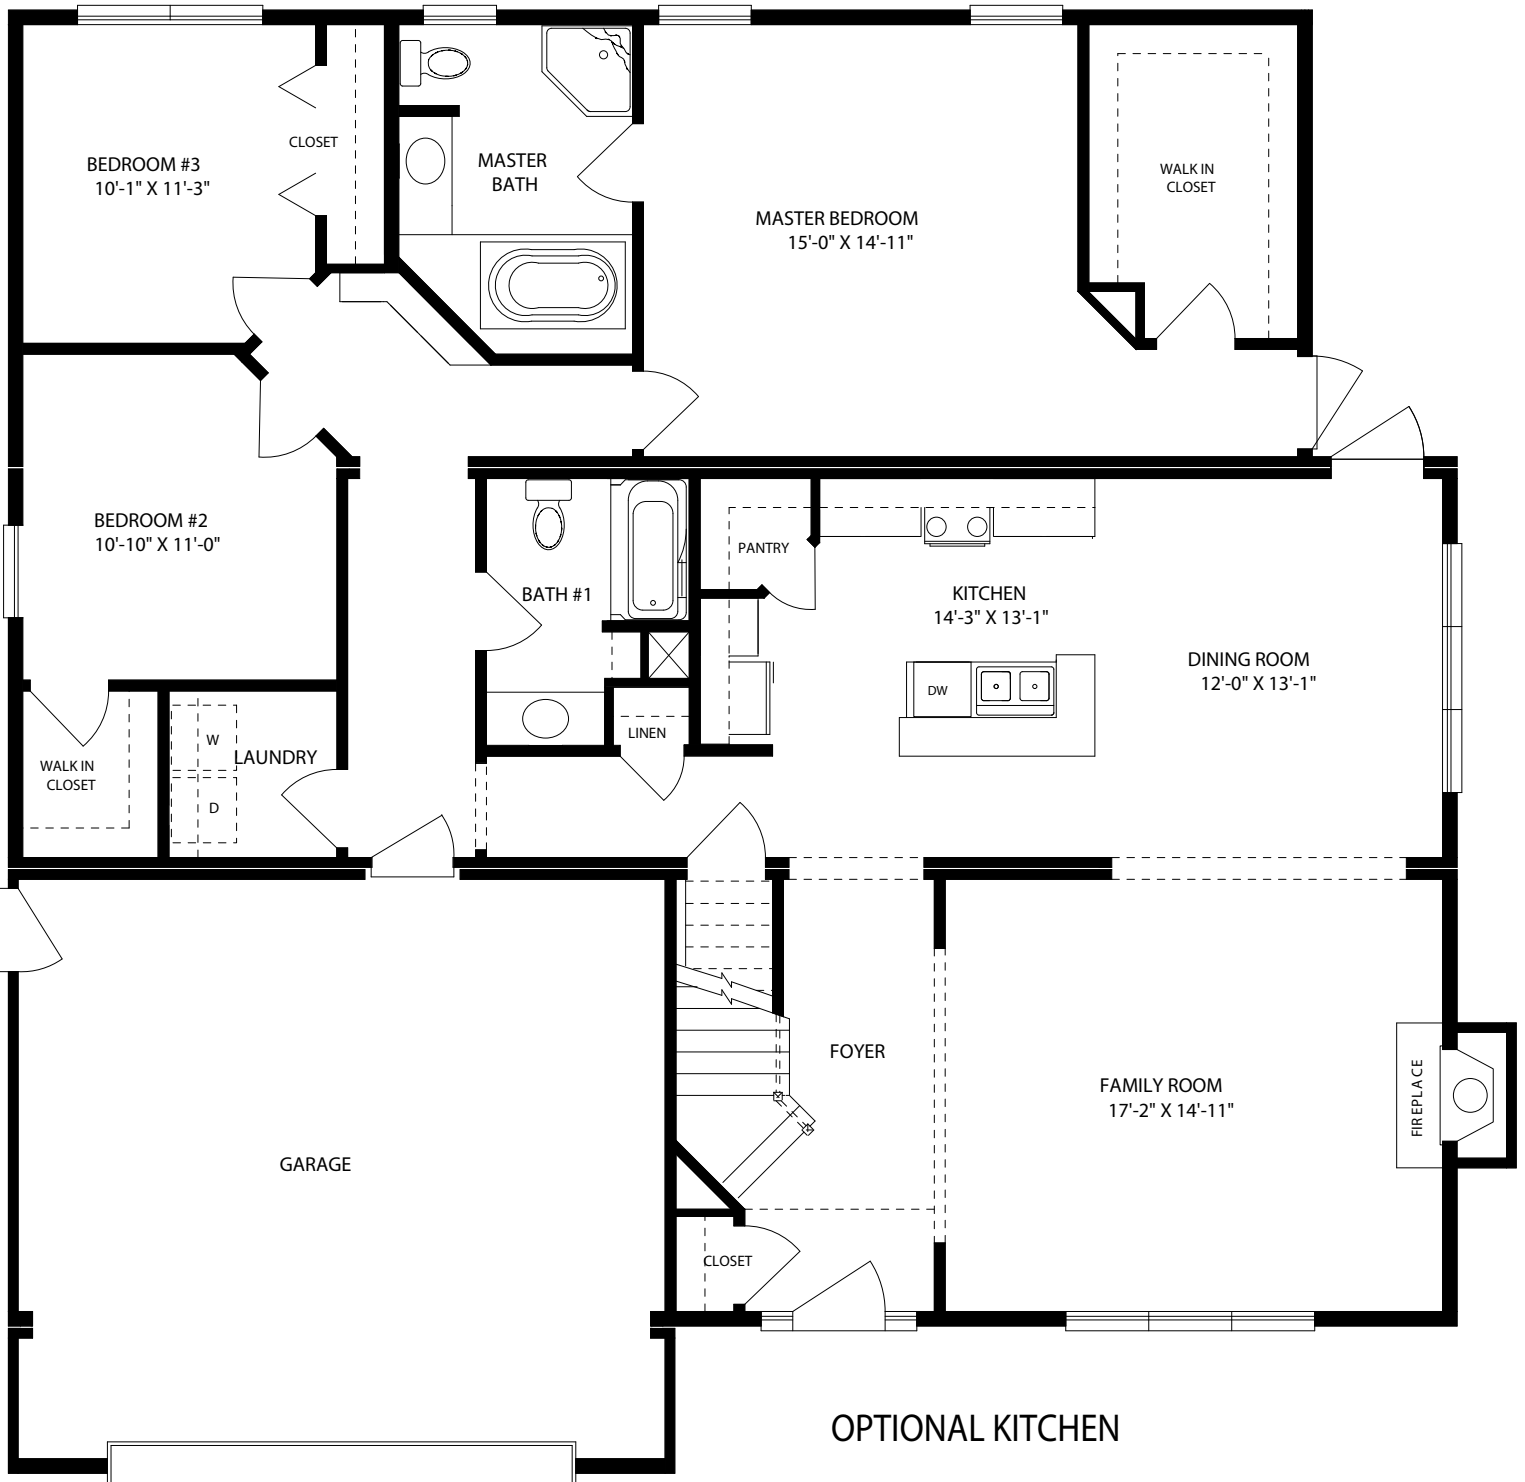 CLOSET
BEDROOM #3
10'-1" X 11'-3"
MASTER
BATH
WALK IN
CLOSET
MASTER BEDROOM
15'-0" X 14'-11"
BEDROOM #2
10'-10" X 11'-0"
BATH #1
PANTRY
KITCHEN
14'-3" X 13'-1"
DINING ROOM
12'-0" X 13'-1"
DW
LINEN
W
LAUNDRY
D
WALK IN
CLOSET
FOYER
FAMILY ROOM
17'-2" X 14'-11"
FIREPLACE
GARAGE
CLOSET
OPTIONAL KITCHEN